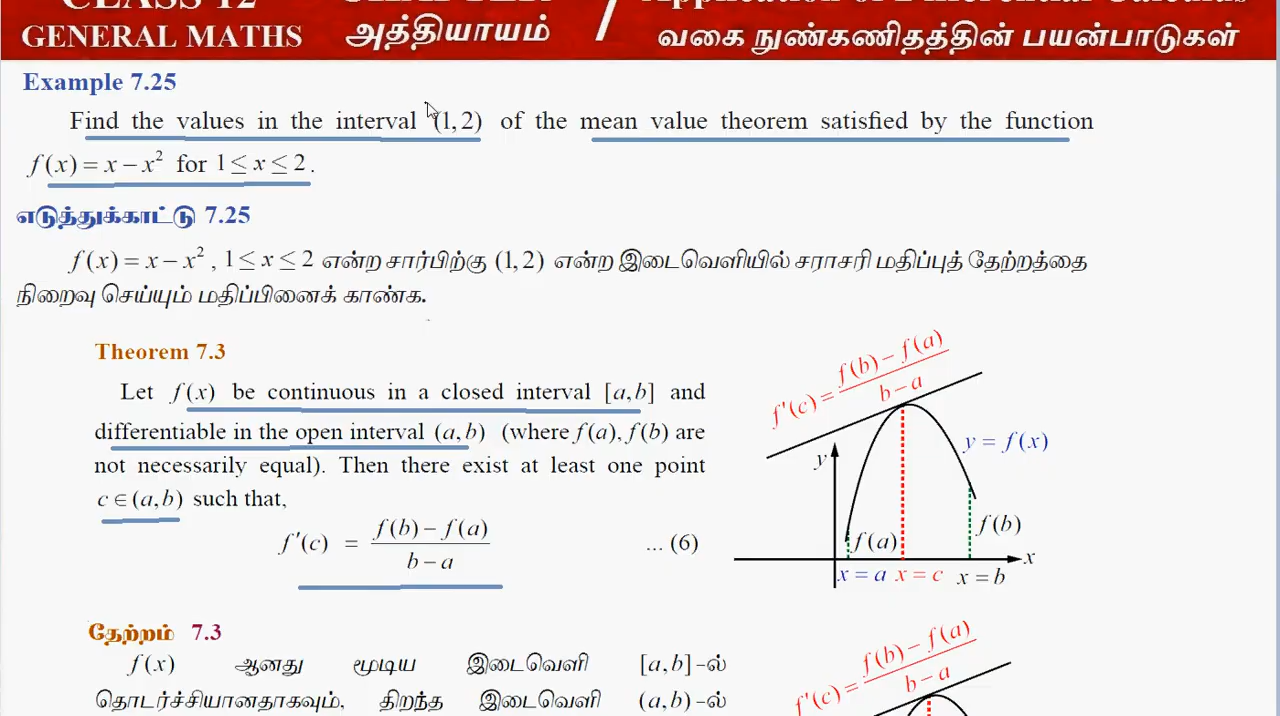 CLASS 12
GENERAL MATHS
அத்தியாயம்
7
வகை நுண்கணிதத்தின் பயன்பாடுகள்
Example 7.25
Find the values in the interval (1, 2) of the mean value theorem satisfied by the function
f(x) = x − x² for 1 ≤ x ≤ 2 .
எடுத்துக்காட்டு 7.25
f(x) = x − x² , 1 ≤ x ≤ 2 என்ற சார்பிற்கு (1, 2) என்ற இடைவெளியில் சராசரி மதிப்புத் தேற்றத்தை
நிறைவு செய்யும் மதிப்பினைக் காண்க.
Theorem 7.3
Let f(x) be continuous in a closed interval [a, b] and
differentiable in the open interval (a, b) (where f(a), f(b) are
not necessarily equal). Then there exist at least one point
c ∈ (a, b) such that,
f′(c) = f(b) − f(a) / b − a ... (6)
f′(c) = f(b) − f(a) / b − a
y
y = f(x)
f(a)
f(b)
x
x = a x = c x = b
தேற்றம் 7.3
f(x) ஆனது மூடிய இடைவெளி [a, b]-ல்
தொடர்ச்சியானதாகவும், திறந்த இடைவெளி (a, b)-ல்
f′(c) = f(b) − f(a) / b − a